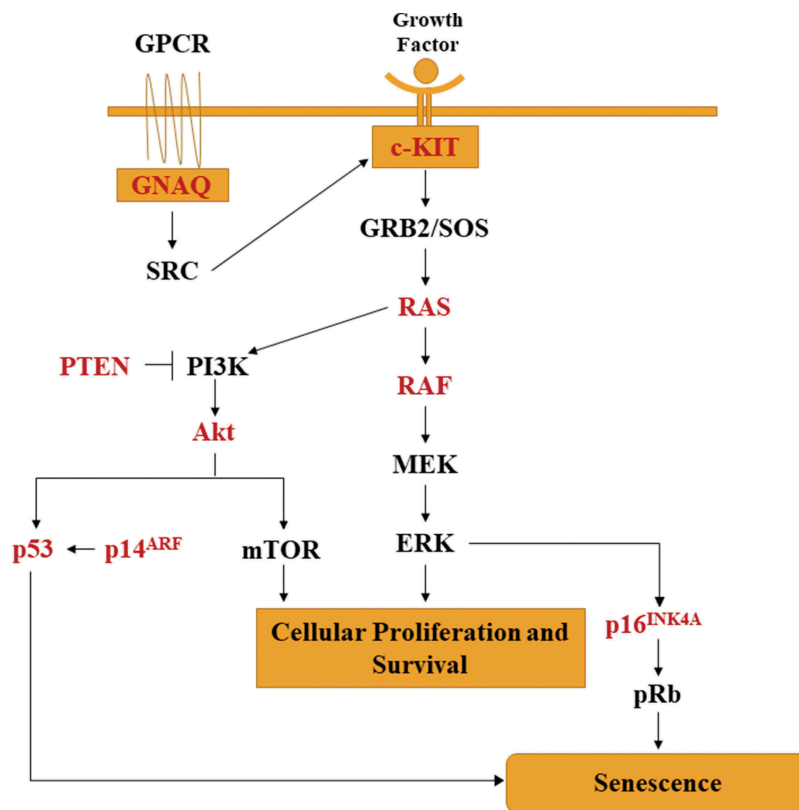 GPCR
Growth
Factor
c-KIT
GNAQ
GRB2/SOS
SRC
RAS
PTEN
PI3K
RAF
Akt
MEK
p53
p14ARF
mTOR
ERK
Cellular Proliferation and
Survival
p16INK4A
pRb
Senescence